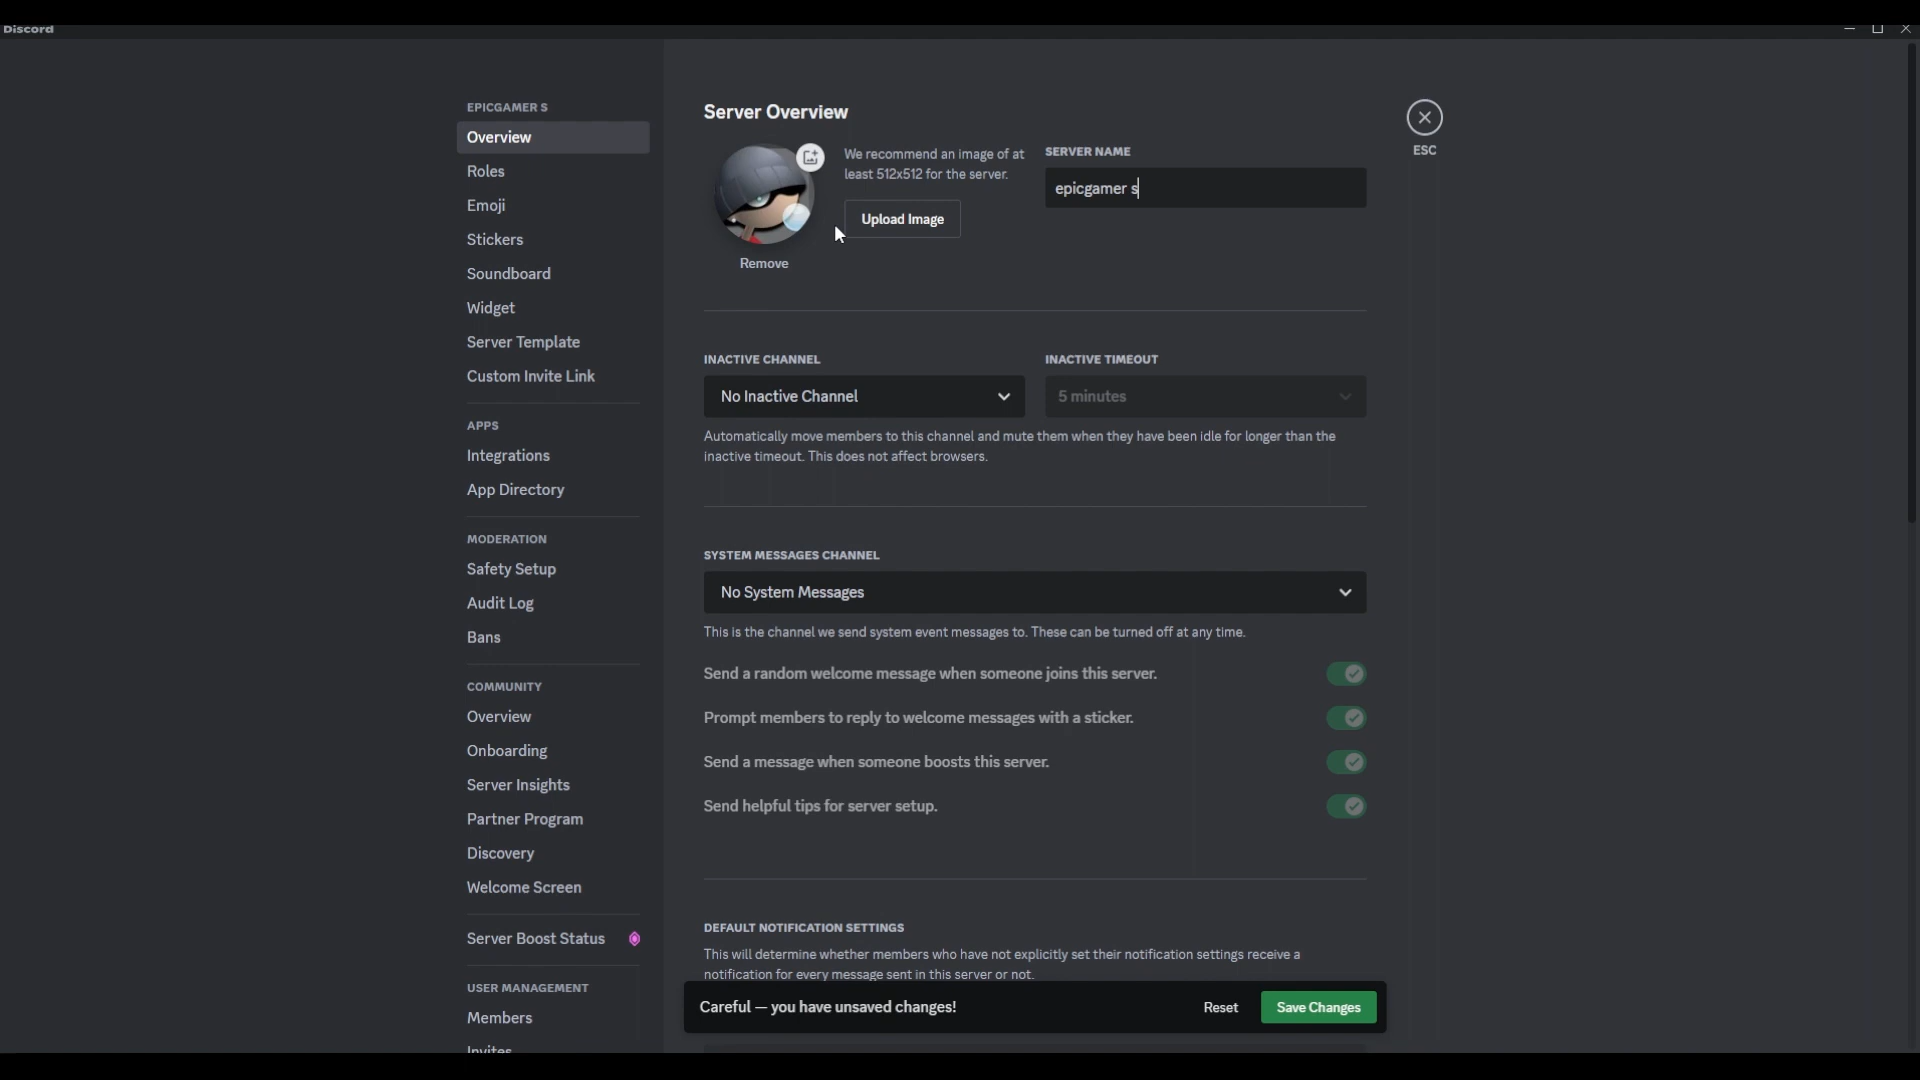 Discord
EPICGAMER S
Overview
Roles
Emoji
Stickers
Soundboard
Widget
Server Template
Custom Invite Link
APPS
Integrations
App Directory
MODERATION
Safety Setup
Audit Log
Bans
COMMUNITY
Overview
Onboarding
Server Insights
Partner Program
Discovery
Welcome Screen
Server Boost Status
USER MANAGEMENT
Members
Invites
Server Overview
We recommend an image of at
least 512x512 for the server.
Upload Image
Remove
SERVER NAME
epicgamer s
ESC
INACTIVE CHANNEL
No Inactive Channel
INACTIVE TIMEOUT
5 minutes
Automatically move members to this channel and mute them when they have been idle for longer than the
inactive timeout. This does not affect browsers.
SYSTEM MESSAGES CHANNEL
No System Messages
This is the channel we send system event messages to. These can be turned off at any time.
Send a random welcome message when someone joins this server.
Prompt members to reply to welcome messages with a sticker.
Send a message when someone boosts this server.
Send helpful tips for server setup.
DEFAULT NOTIFICATION SETTINGS
This will determine whether members who have not explicitly set their notification settings receive a
notification for every message sent in this server or not.
Careful — you have unsaved changes!
Reset
Save Changes